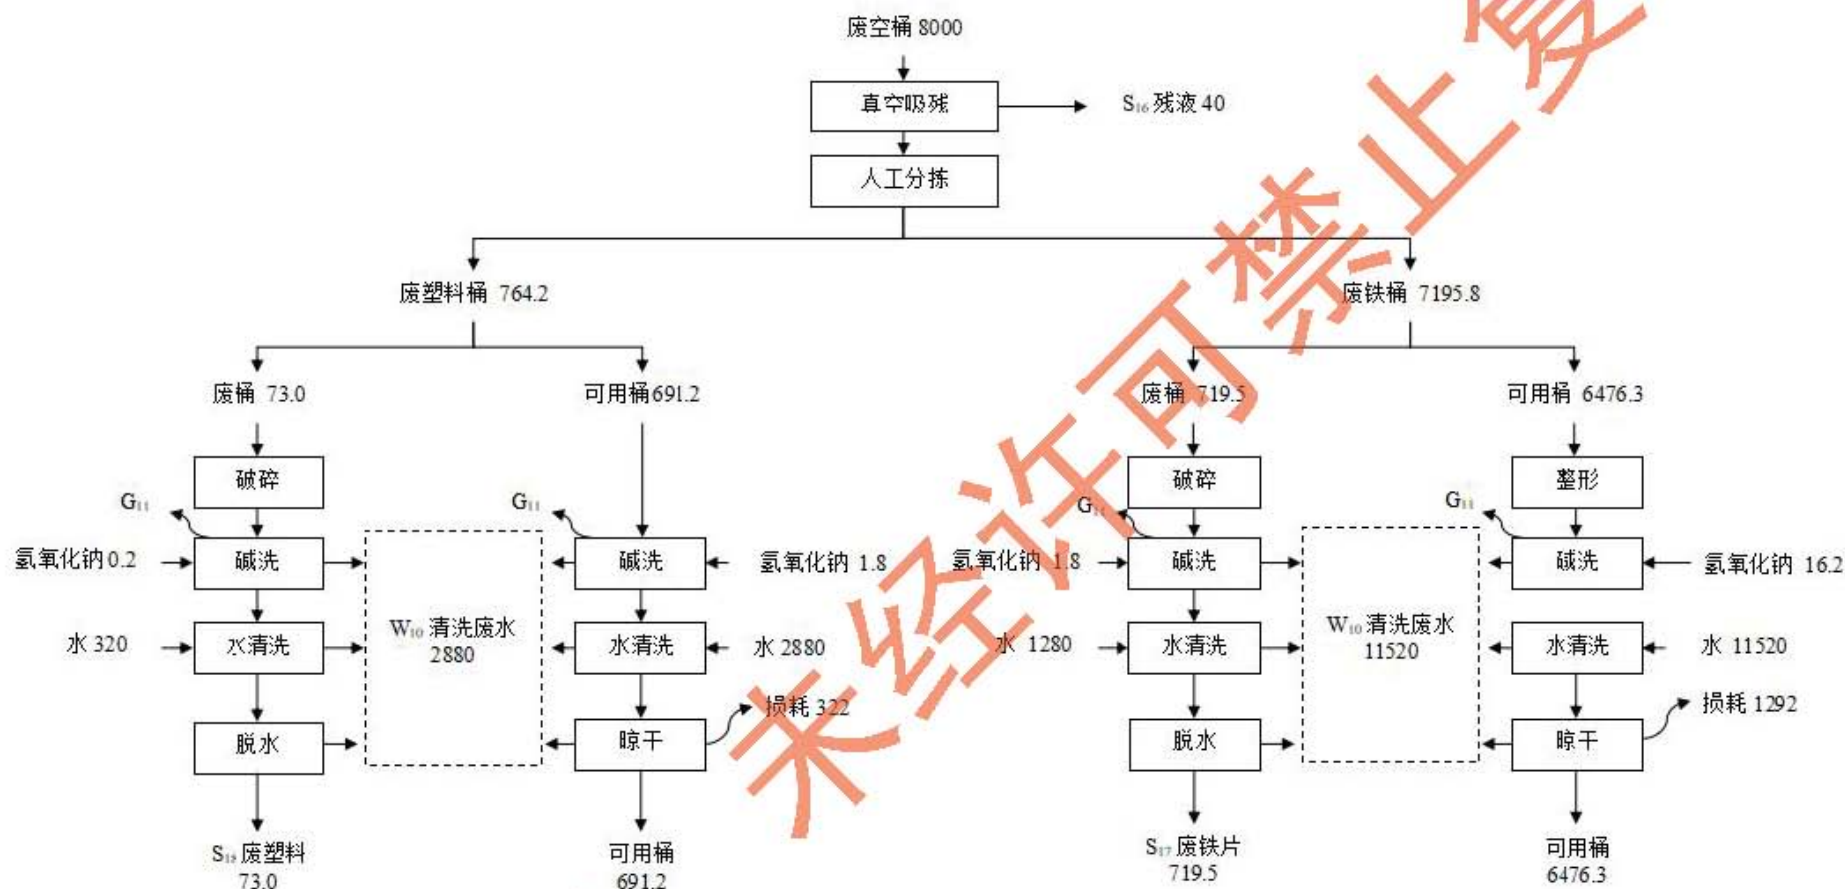 废空桶 8000
真空吸残
S₁₆ 残液 40
人工分拣
废塑料桶 764.2
废铁桶 7195.8
废桶 73.0
可用桶691.2
废桶 719.5
可用桶 6476.3
破碎
破碎
整形
G₁₁
G₁₁
G₁₁
G₁₁
氢氧化钠 0.2
碱洗
碱洗
氢氧化钠 1.8
氢氧化钠 1.8
碱洗
碱洗
氢氧化钠 16.2
W₁₀ 清洗废水
2880
W₁₀ 清洗废水
11520
水 320
水清洗
水清洗
水 2880
水 1280
水清洗
水清洗
水 11520
损耗 322
损耗 1292
脱水
晾干
脱水
晾干
S₁₈ 废塑料
73.0
可用桶
691.2
S₁₇ 废铁片
719.5
可用桶
6476.3
未经许可禁止复